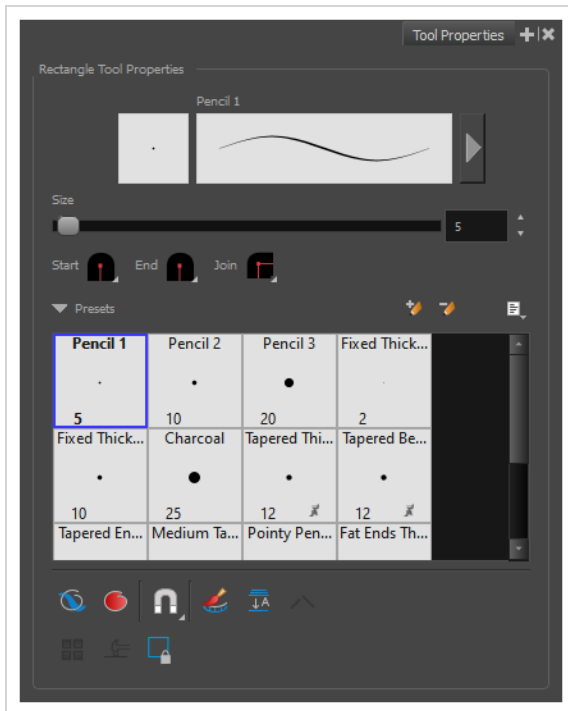 Tool Properties
Rectangle Tool Properties
Pencil 1
Size
5
Start End Join
Presets
Pencil 1 Pencil 2 Pencil 3 Fixed Thick...
5 10 20 2
Fixed Thick... Charcoal Tapered Thi... Tapered Be...
10 25 12 12
Tapered En... Medium Ta... Pointy Pen... Fat Ends Th...
A